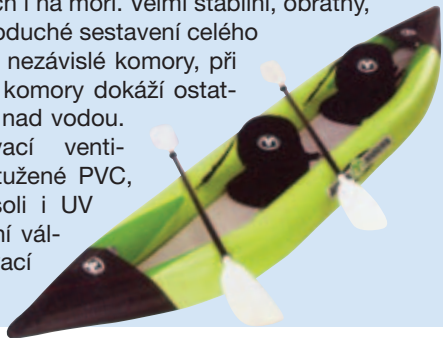 ch i na moři. Velmi stabilní, obratný,
oduché sestavení celého
nezávislé komory, při
komory dokáží ostat-
nad vodou.
vací venti-
tužené PVC,
soli i UV
ní vál-
ací